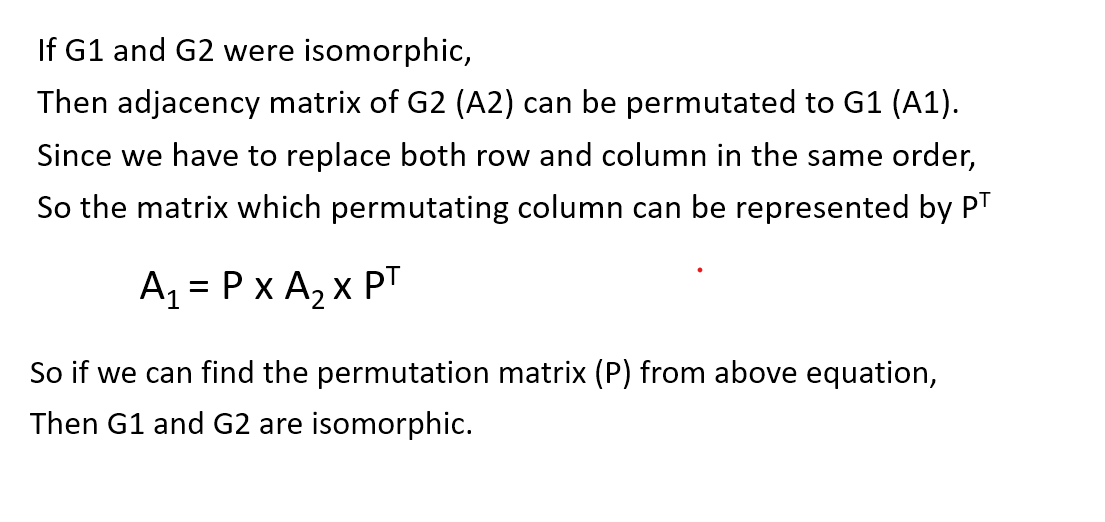 If G1 and G2 were isomorphic,
Then adjacency matrix of G2 (A2) can be permutated to G1 (A1).
Since we have to replace both row and column in the same order,
So the matrix which permutating column can be represented by Pᵀ
A₁ = P x A₂ x Pᵀ
So if we can find the permutation matrix (P) from above equation,
Then G1 and G2 are isomorphic.